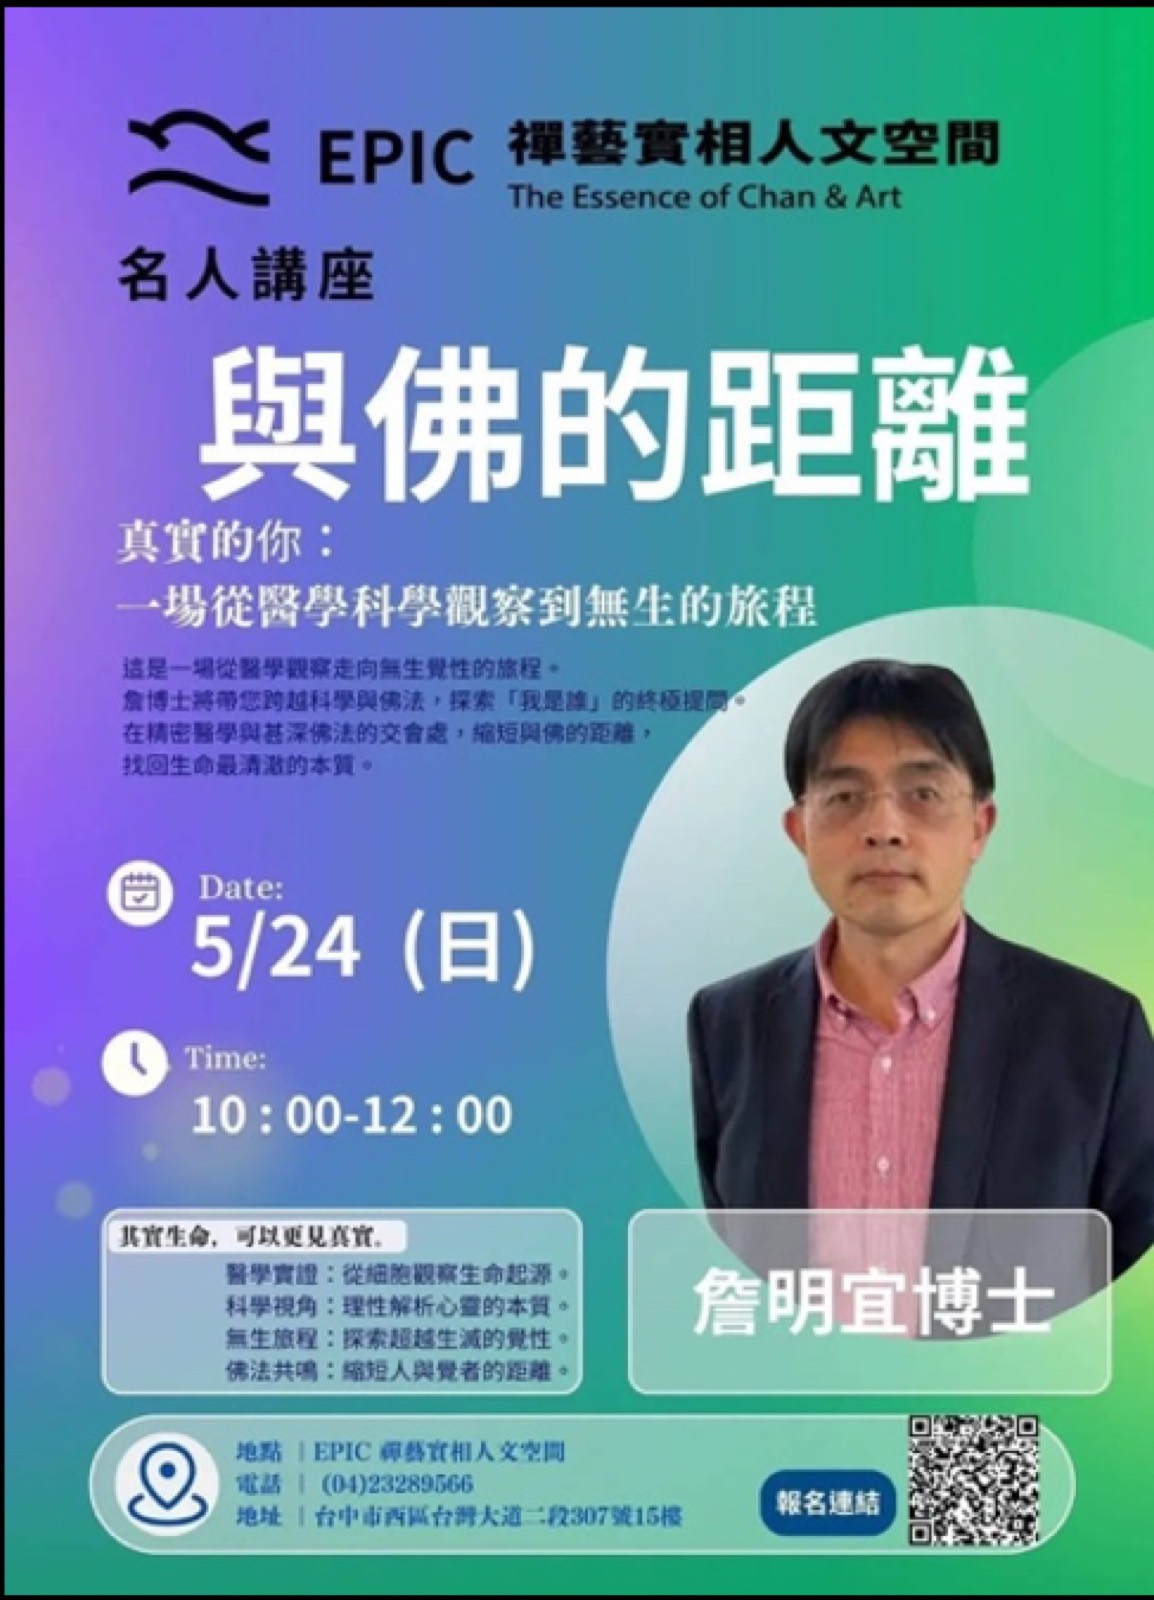 EPIC 禪藝實相人文空間
The Essence of Chan & Art
名人講座
與佛的距離
真實的你：
一場從醫學科學觀察到無生的旅程
這是一場從醫學觀察走向無生覺性的旅程。
詹博士將帶您跨越科學與佛法，探索「我是誰」的終極提問。
在精密醫學與甚深佛法的交會處，縮短與佛的距離，
找回生命最清澈的本質。
Date:
5/24 (日)
Time:
10 : 00-12 : 00
其實生命，可以更見真實。
醫學實證：從細胞觀察生命起源。
科學視角：理性解析心靈的本質。
無生旅程：探索超越生滅的覺性。
佛法共鳴：縮短人與覺者的距離。
詹明宜博士
地點｜EPIC 禪藝實相人文空間
電話｜ (04)23289566
地址｜台中市西區台灣大道二段307號15樓
報名連結